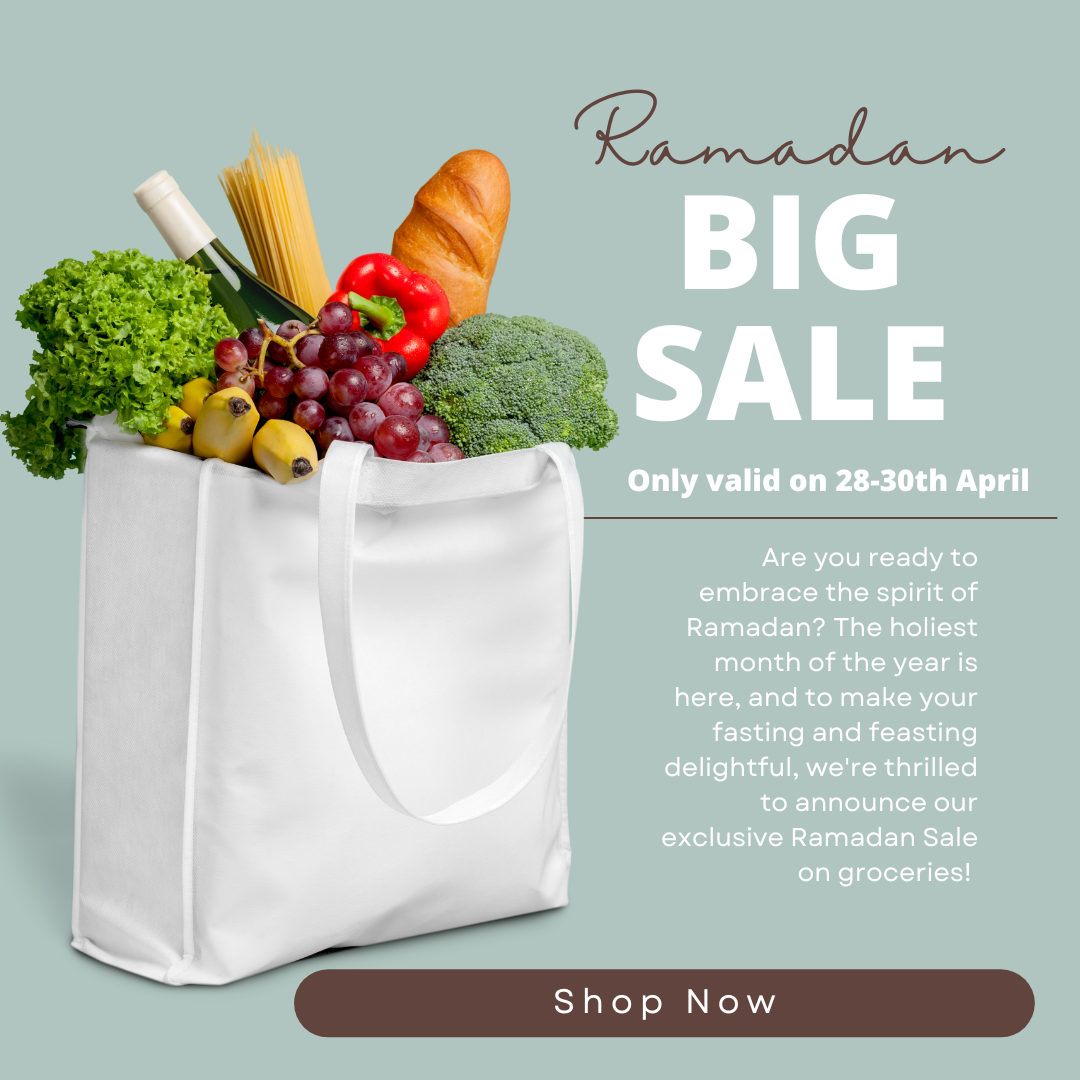 Ramadan
BIG
SALE
Only valid on 28-30th April
Are you ready to
embrace the spirit of
Ramadan? The holiest
month of the year is
here, and to make your
fasting and feasting
delightful, we're thrilled
to announce our
exclusive Ramadan Sale
on groceries!
Shop Now